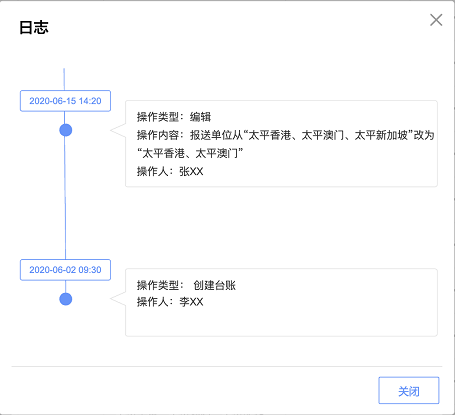 日志
2020-06-15 14:20
操作类型：编辑
操作内容：报送单位从“太平香港、太平澳门、太平新加坡”改为
“太平香港、太平澳门”
操作人：张XX
2020-06-02 09:30
操作类型： 创建台账
操作人：李XX
关闭